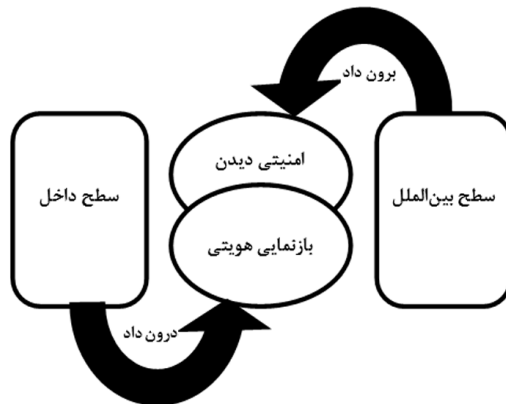 برون داد
امنیتی دیدن
سطح بین‌الملل
سطح داخل
بازنمایی هویتی
درون داد